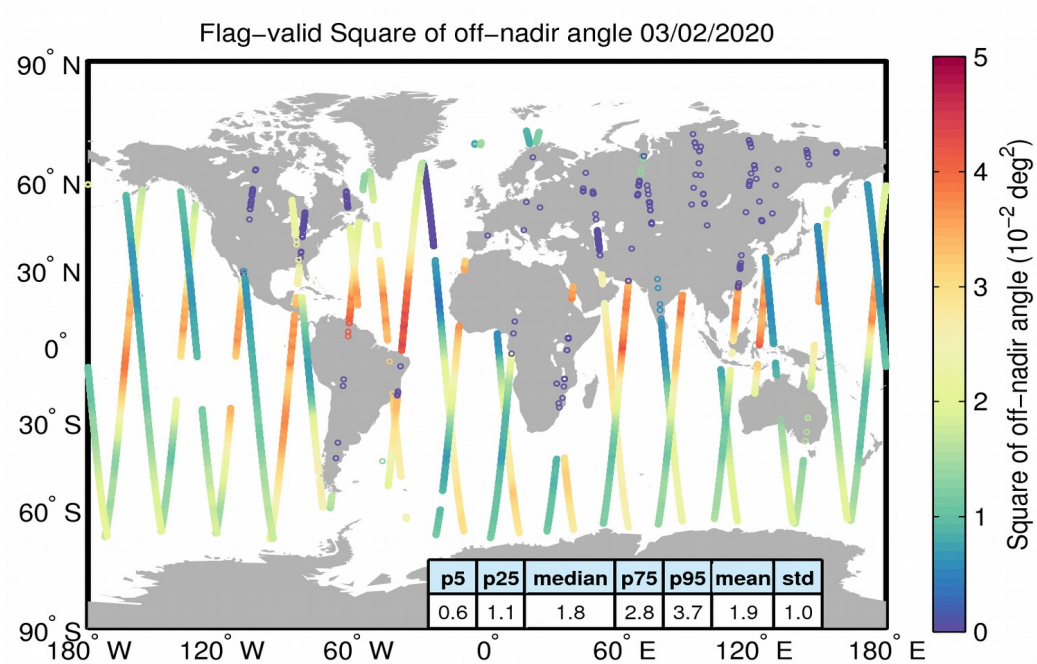 Flag−valid Square of off−nadir angle 03/02/2020
90° N
60° N
30° N
0°
30° S
60° S
90° S
180° W
120° W
60° W
0°
60° E
120° E
180° E
p5 p25 median p75 p95 mean std
0.6 1.1 1.8 2.8 3.7 1.9 1.0
5
4
3
2
1
0
Square of off−nadir angle (10⁻² deg²)